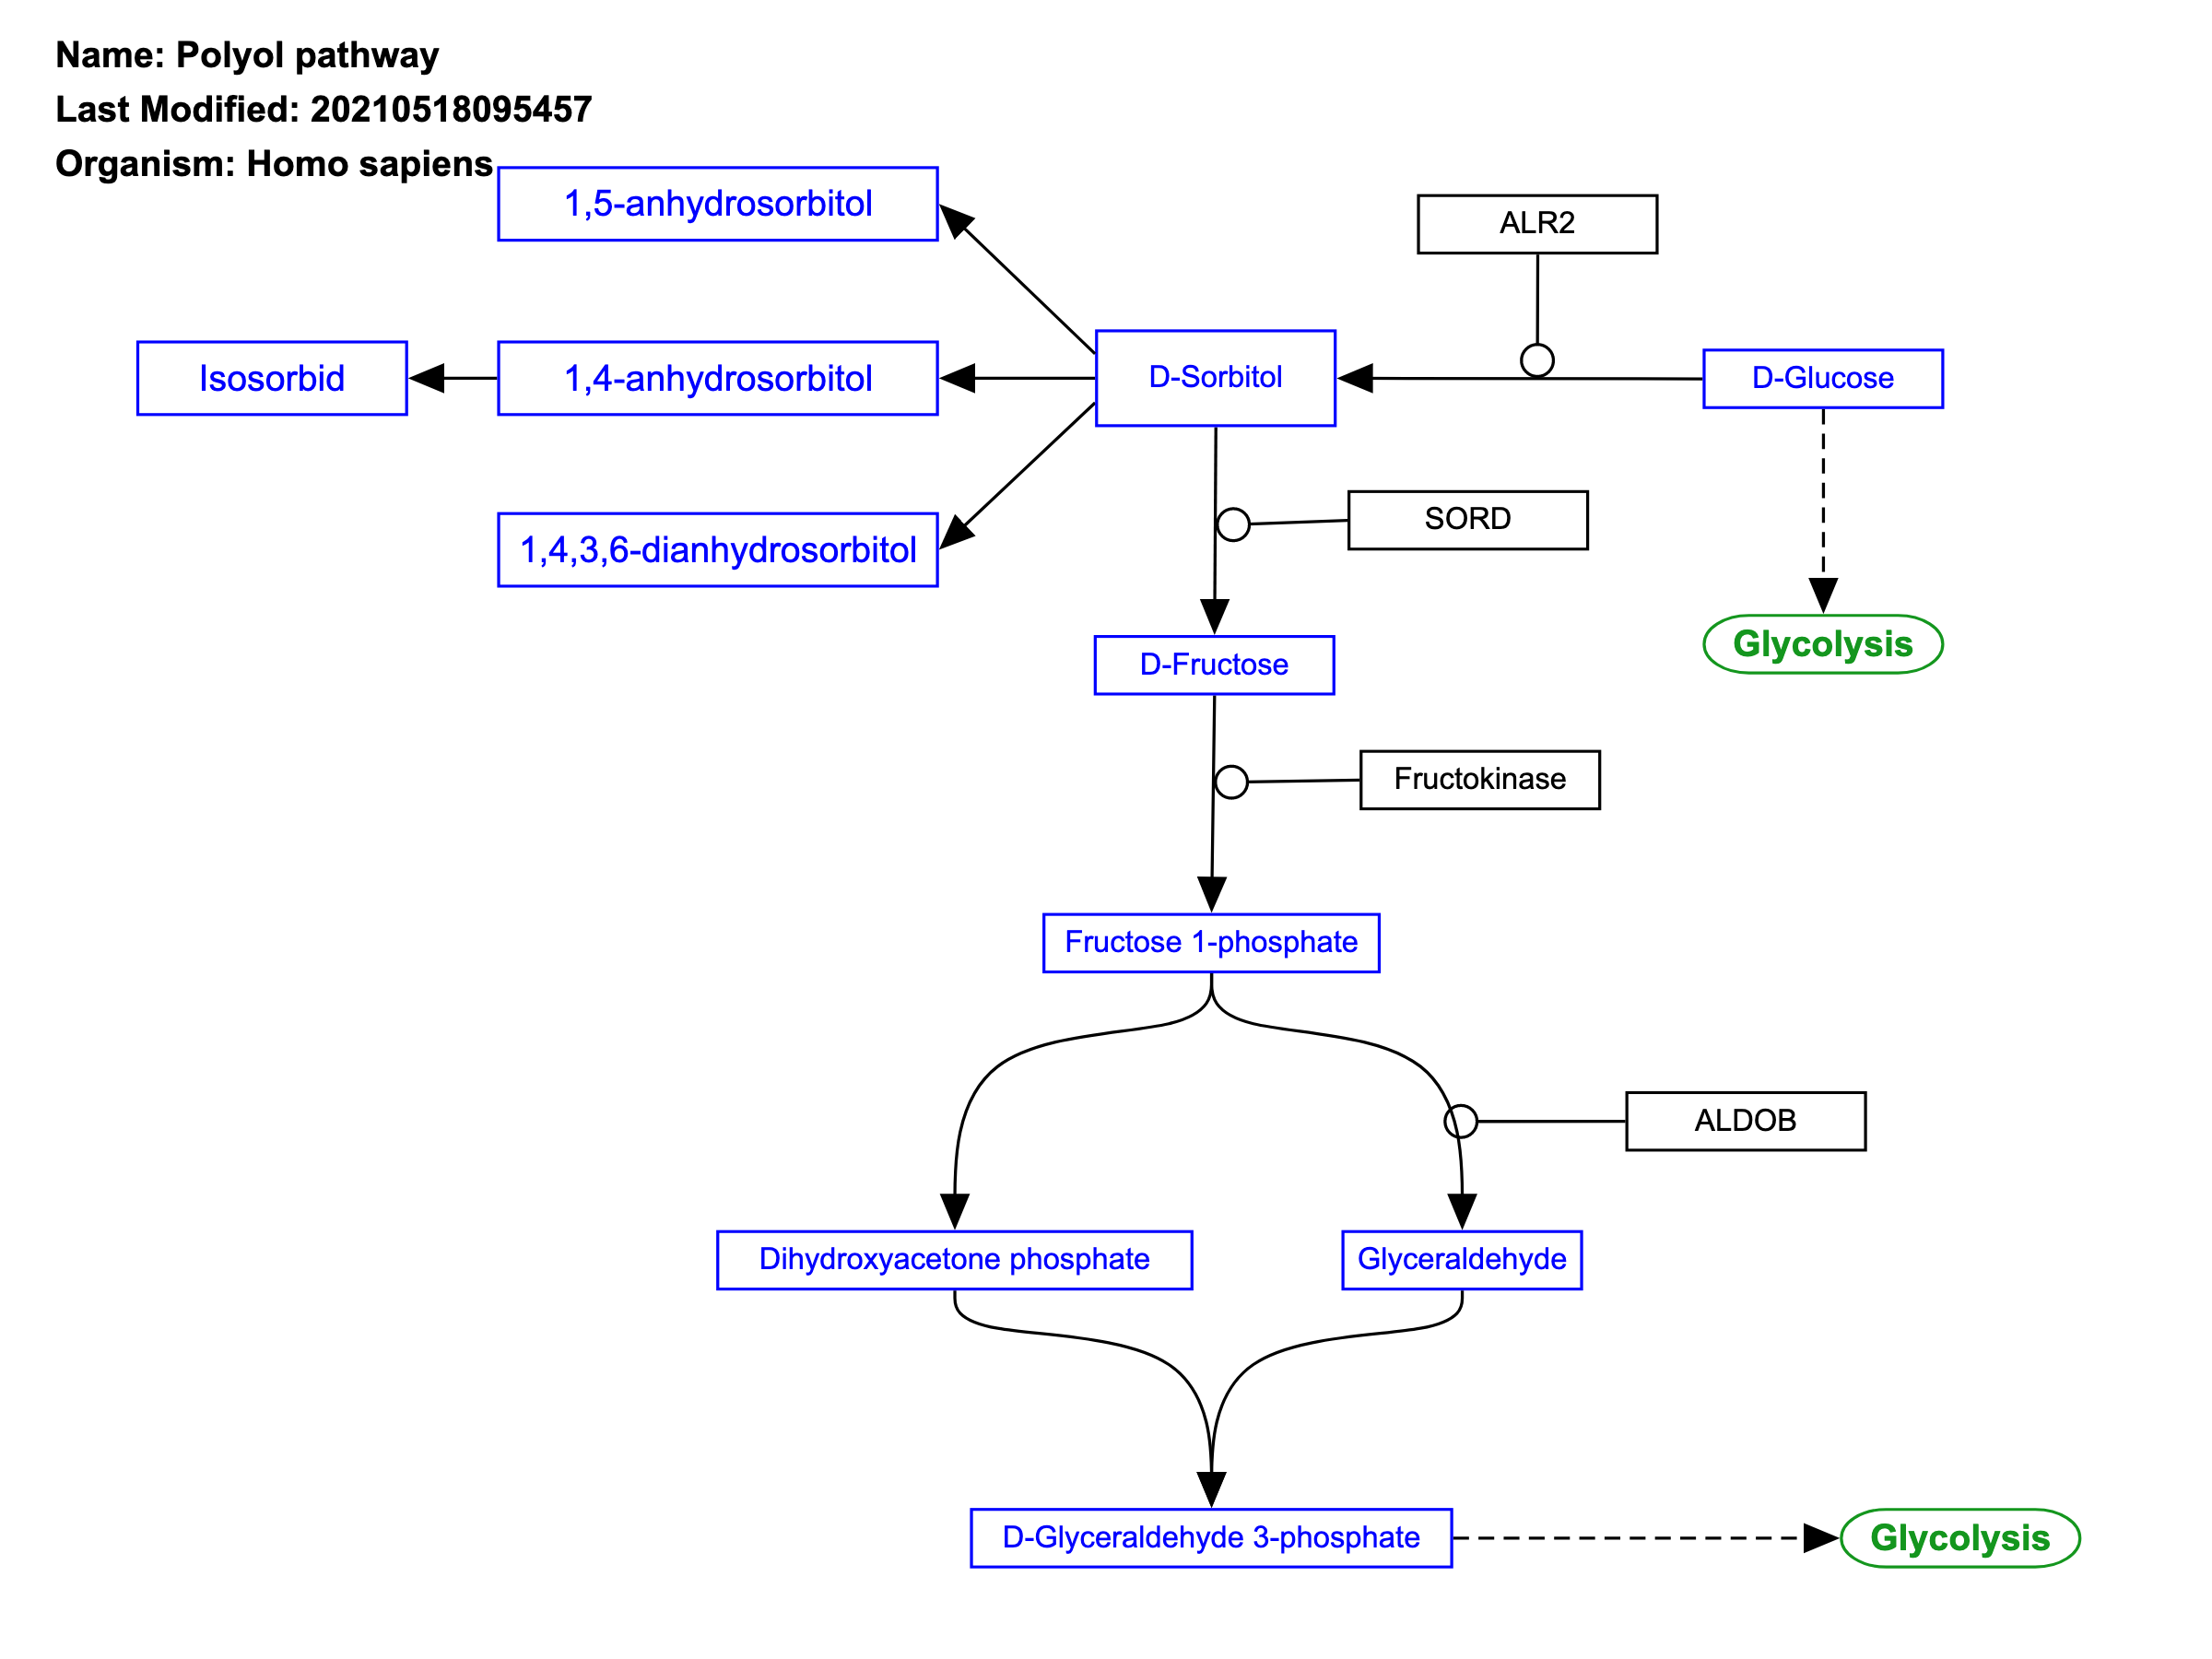 Name: Polyol pathway
Last Modified: 20210518095457
Organism: Homo sapiens
1,5-anhydrosorbitol
ALR2
Isosorbid
1,4-anhydrosorbitol
D-Sorbitol
D-Glucose
SORD
1,4,3,6-dianhydrosorbitol
Glycolysis
D-Fructose
Fructokinase
Fructose 1-phosphate
ALDOB
Dihydroxyacetone phosphate
Glyceraldehyde
D-Glyceraldehyde 3-phosphate
Glycolysis